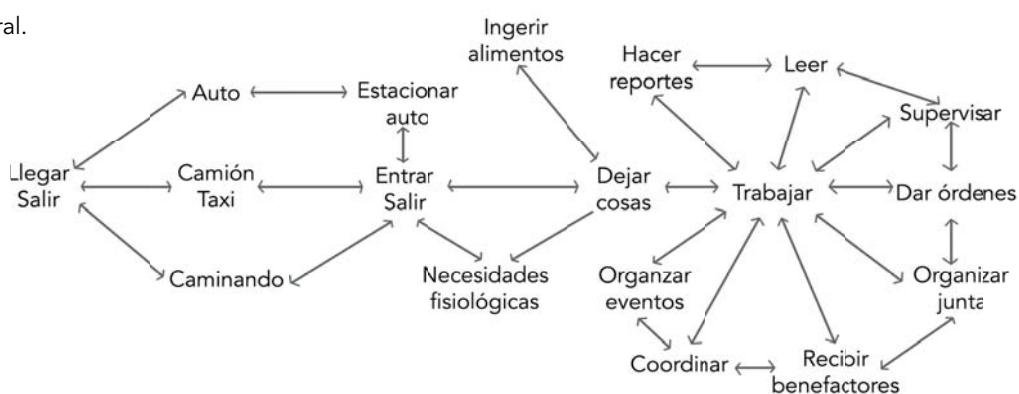 ral.
Ingerir
alimentos
Hacer
reportes
Leer
Auto
Estacionar
auto
Supervisar
Llegar
Salir
Camión
Taxi
Entrar
Salir
Dejar
cosas
Trabajar
Dar órdenes
Caminando
Necesidades
fisiológicas
Organzar
eventos
Organizar
junta
Coordinar
Recibir
benefactores